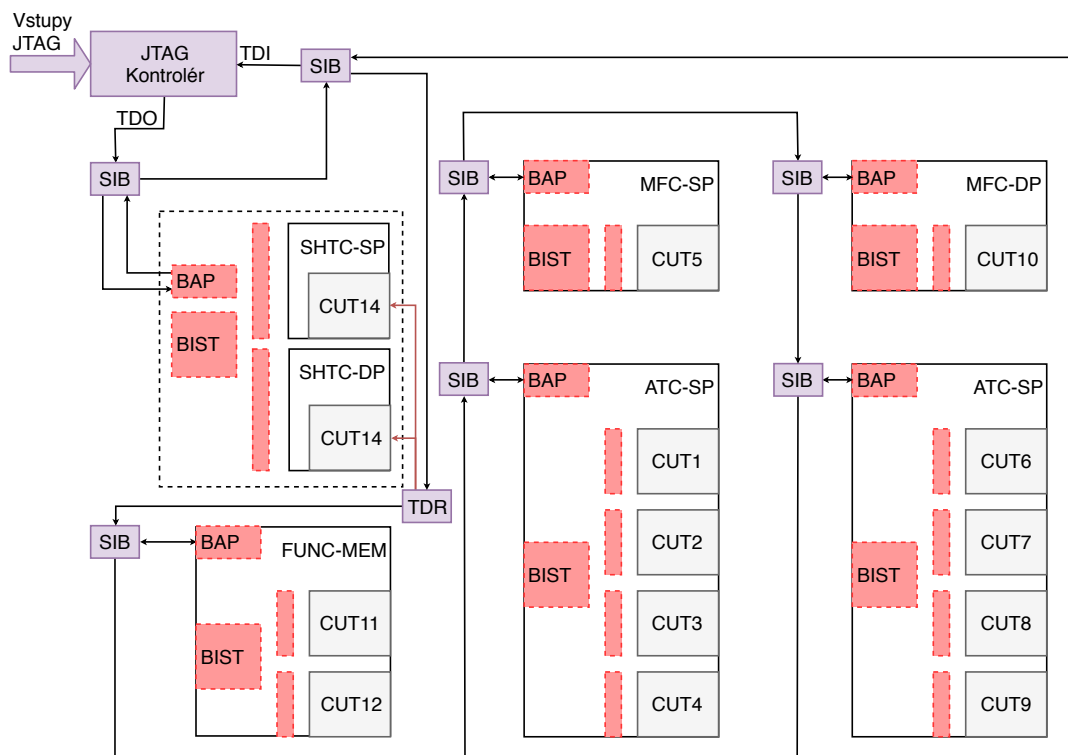 Vstupy
JTAG
JTAG
Kontrolér
TDI
SIB
TDO
SIB
SHTC-SP
BAP
CUT14
BIST
SHTC-DP
CUT14
TDR
SIB
BAP
FUNC-MEM
CUT11
BIST
CUT12
SIB
BAP
MFC-SP
BIST
CUT5
SIB
BAP
MFC-DP
BIST
CUT10
SIB
BAP
ATC-SP
CUT1
CUT2
BIST
CUT3
CUT4
SIB
BAP
ATC-SP
CUT6
CUT7
BIST
CUT8
CUT9